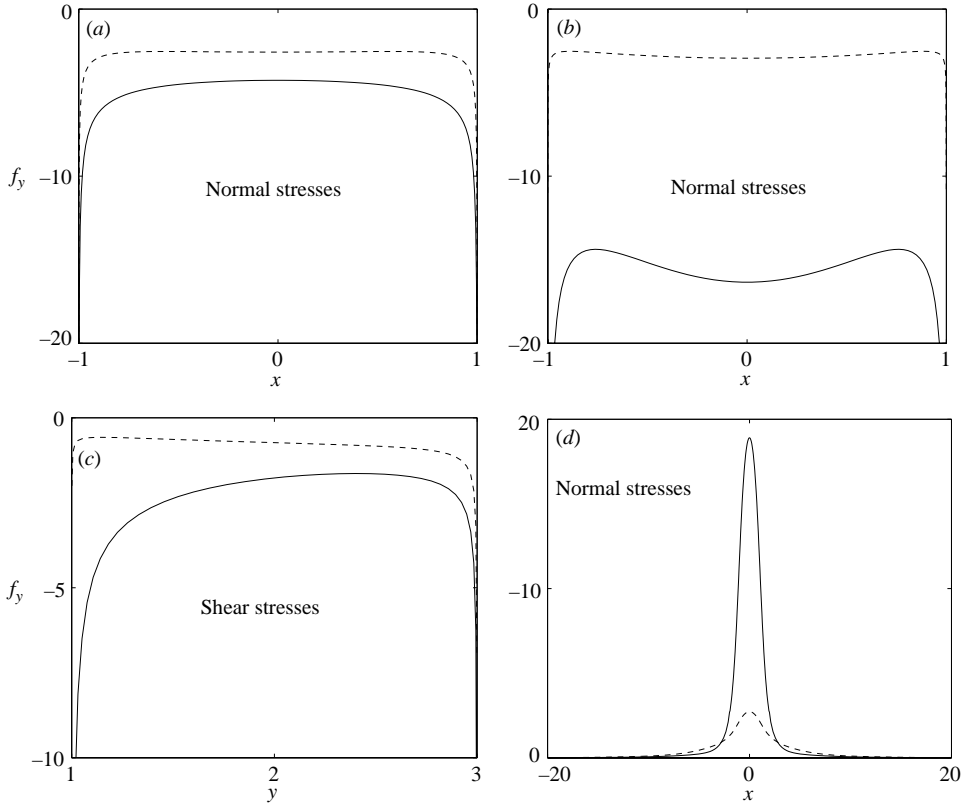 0
(a)
f_y
–10
Normal stresses
–20
–1
0
1
x
0
(b)
–10
Normal stresses
–20
–1
0
1
x
0
(c)
f_y
–5
Shear stresses
–10
1
2
3
y
20
(d)
Normal stresses
–10
0
–20
0
20
x